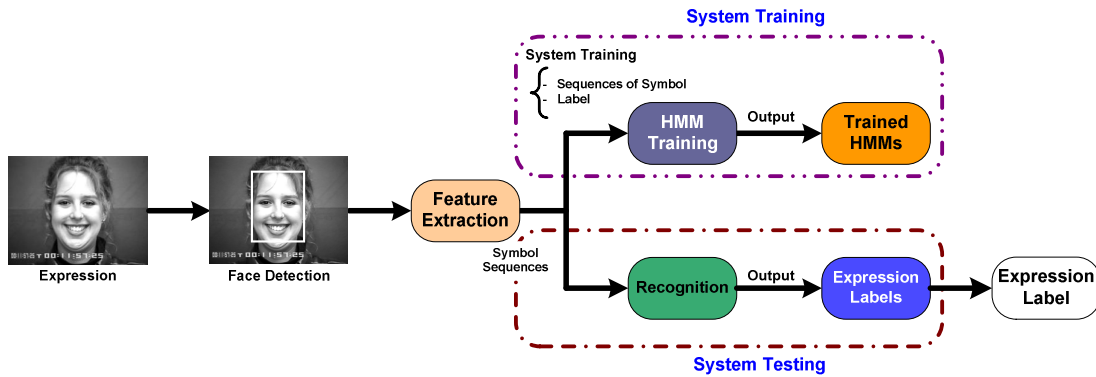 System Training
System Training
- Sequences of Symbol
- Label
HMM
Training
Output
Trained
HMMs
Expression
Face Detection
Feature
Extraction
Symbol
Sequences
Recognition
Output
Expression
Labels
Expression
Label
System Testing